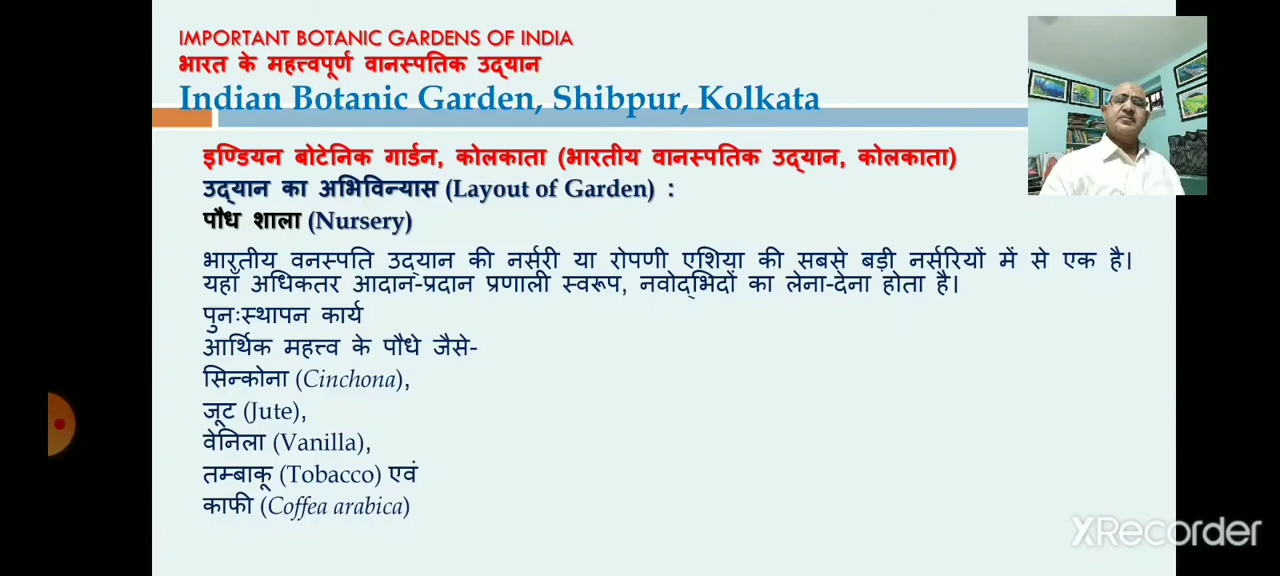 IMPORTANT BOTANIC GARDENS OF INDIA
भारत के महत्त्वपूर्ण वानस्पतिक उद्यान
Indian Botanic Garden, Shibpur, Kolkata
इण्डियन बोटेनिक गार्डन, कोलकाता (भारतीय वानस्पतिक उद्यान, कोलकाता)
उद्यान का अभिविन्यास (Layout of Garden) :
पौध शाला (Nursery)
भारतीय वनस्पति उद्यान की नर्सरी या रोपणी एशिया की सबसे बड़ी नर्सरियों में से एक है।
यहाँ अधिकतर आदान-प्रदान प्रणाली स्वरूप, नवोद्भिदों का लेना-देना होता है।
पुनःस्थापन कार्य
आर्थिक महत्त्व के पौधे जैसे-
सिन्कोना (Cinchona),
जूट (Jute),
वेनिला (Vanilla),
तम्बाकू (Tobacco) एवं
काफी (Coffea arabica)
XRecorder